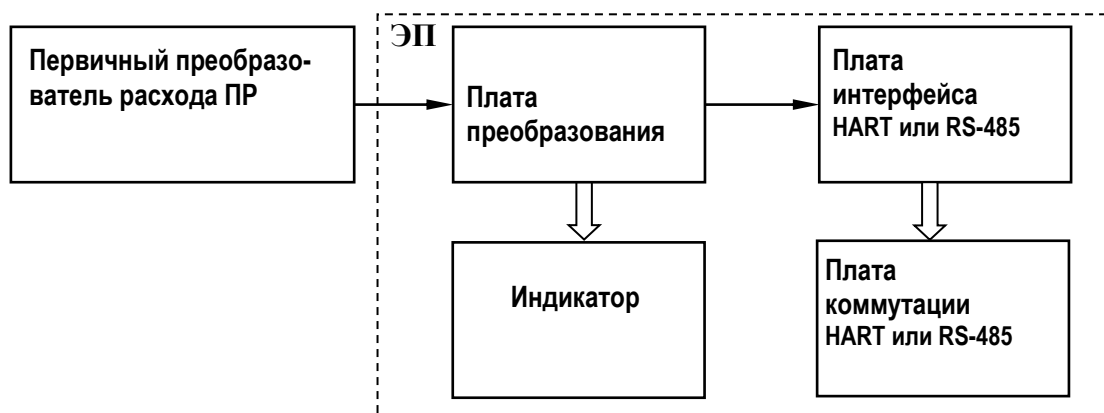 ЭП
Первичный преобразо-
ватель расхода ПР
Плата
преобразования
Плата
интерфейса
HART или RS-485
Индикатор
Плата
коммутации
HART или RS-485